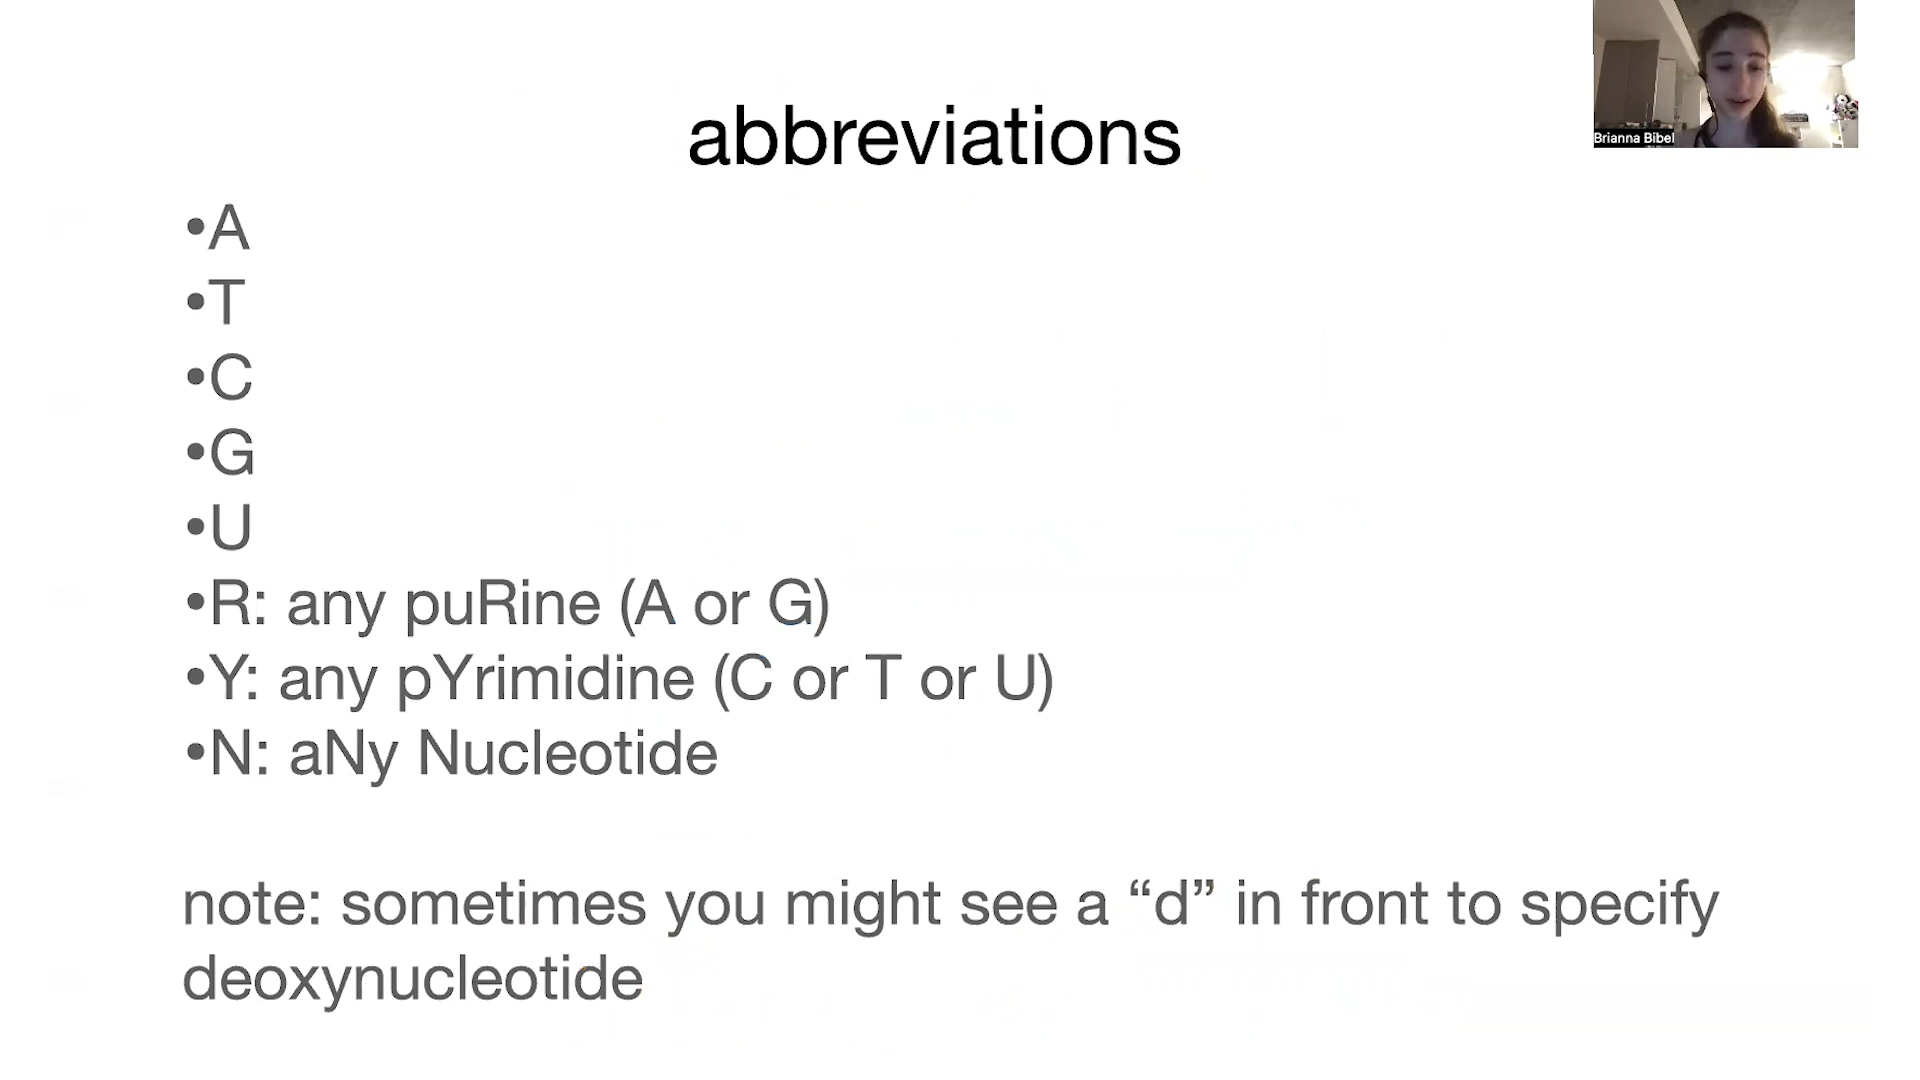 Brianna Bibel
abbreviations
•A
•T
•C
•G
•U
•R: any puRine (A or G)
•Y: any pYrimidine (C or T or U)
•N: aNy Nucleotide
note: sometimes you might see a “d” in front to specify
deoxynucleotide